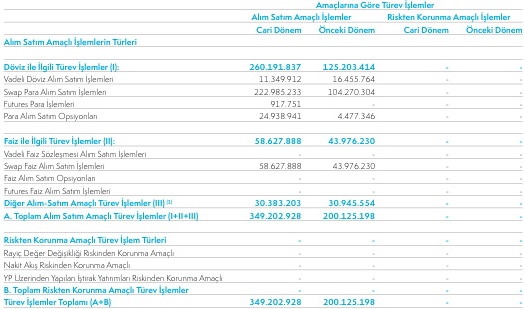 Amaçlarına Göre Türev İşlemler
Alım Satım Amaçlı İşlemler Riskten Korunma Amaçlı İşlemler
Cari Dönem Önceki Dönem Cari Dönem Önceki Dönem
Alım Satım Amaçlı İşlemlerin Türleri
Döviz ile İlgili Türev İşlemler (I): 260.191.837 125.203.414 - -
Vadeli Döviz Alım Satım İşlemleri 11.349.912 16.455.764 - -
Swap Para Alım Satım İşlemleri 222.985.233 104.270.304 - -
Futures Para İşlemleri 917.751 - - -
Para Alım Satım Opsiyonları 24.938.941 4.477.346 - -
Faiz ile İlgili Türev İşlemler (II): 58.627.888 43.976.230 - -
Vadeli Faiz Sözleşmesi Alım Satım İşlemleri - - - -
Swap Faiz Alım Satım İşlemleri 58.627.888 43.976.230 - -
Faiz Alım Satım Opsiyonları - - - -
Futures Faiz Alım Satım İşlemleri - - - -
Diğer Alım-Satım Amaçlı Türev İşlemler (III) (1) 30.383.203 30.945.554 - -
A. Toplam Alım Satım Amaçlı Türev İşlemler (I+II+III) 349.202.928 200.125.198 - -
Riskten Korunma Amaçlı Türev İşlem Türleri - - - -
Rayiç Değer Değişikliği Riskinden Korunma Amaçlı - - - -
Nakit Akış Riskinden Korunma Amaçlı - - - -
YP Üzerinden Yapılan İştirak Yatırımları Riskinden Korunma Amaçlı - - - -
B. Toplam Riskten Korunma Amaçlı Türev İşlemler - - - -
Türev İşlemler Toplamı (A+B) 349.202.928 200.125.198 - -